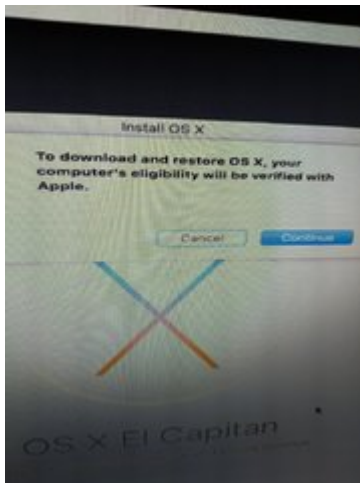 Install OS X
To download and restore OS X, your
computer's eligibility will be verified with
Apple.
Cancel
Continue
OS X El Capitan